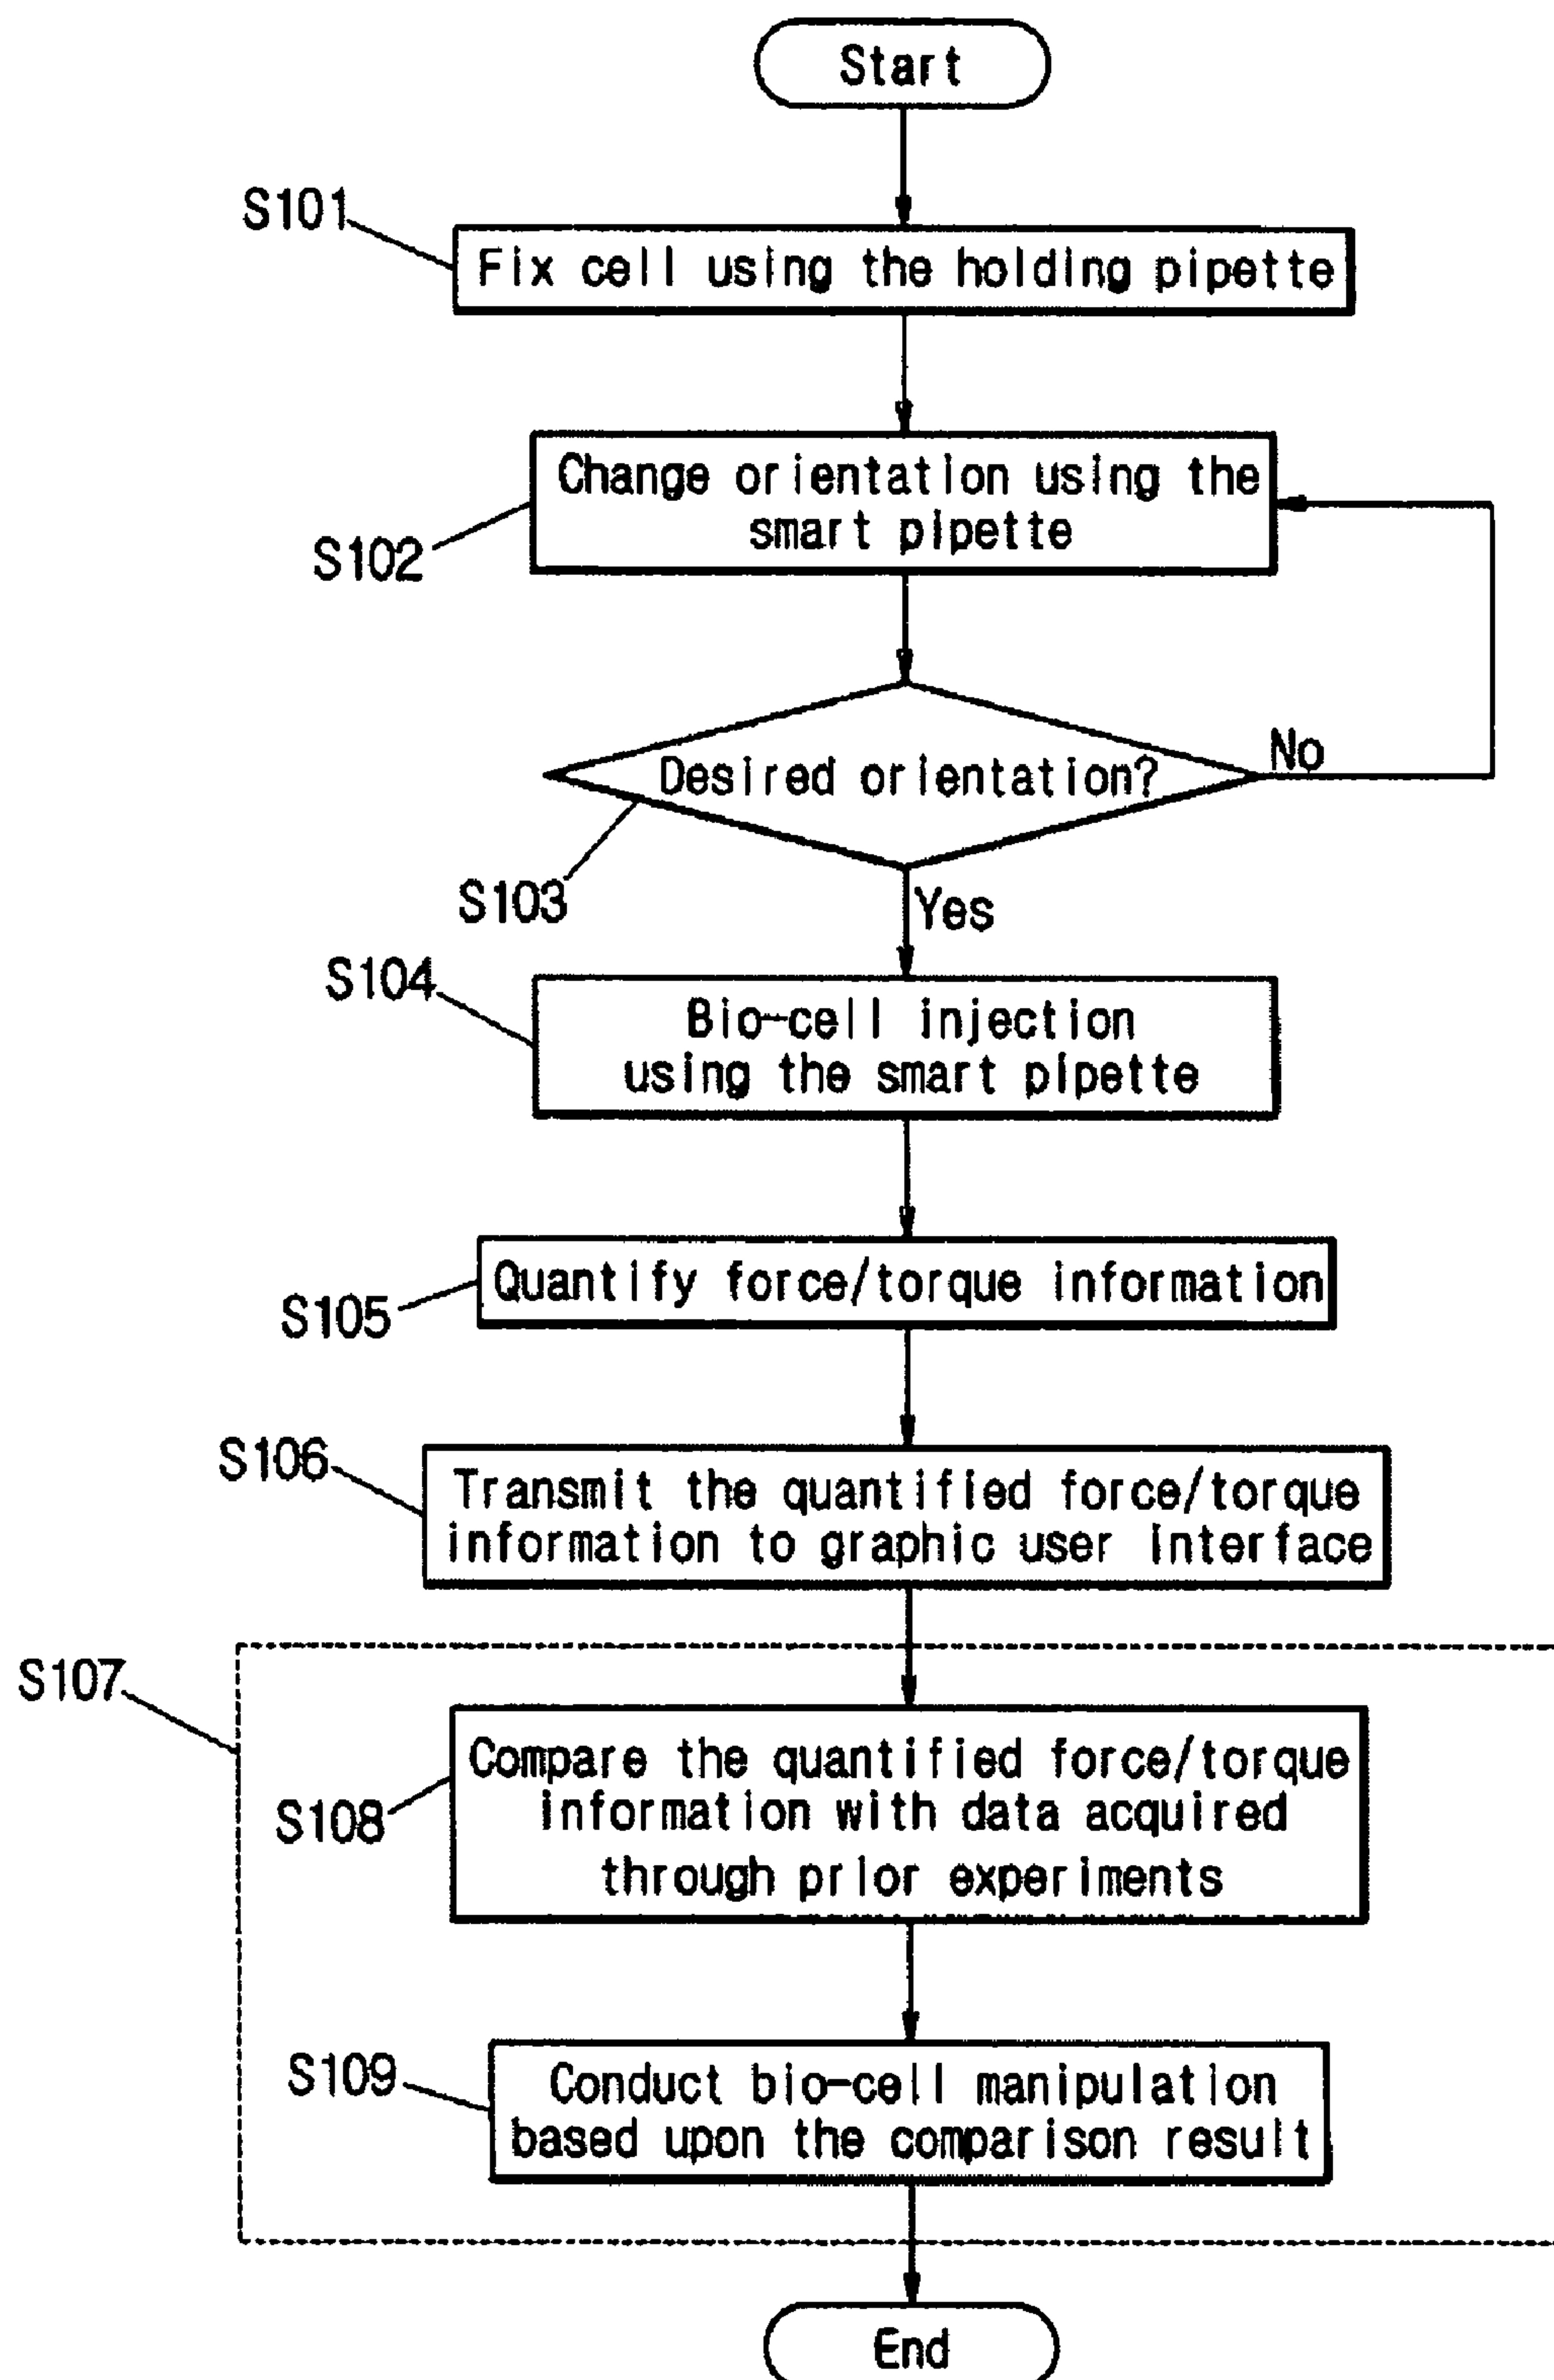 Start
S101
Fix cell using the holding pipette
Change orientation using the
smart pipette
S102
Desired orientation?
No
S103
Yes
S104
Bio-cell injection
using the smart pipette
Quantify force/torque information
S105
S106
Transmit the quantified force/torque
information to graphic user interface
S107
Compare the quantified force/torque
information with data acquired
through prior experiments
S108
S109
Conduct bio-cell manipulation
based upon the comparison result
End